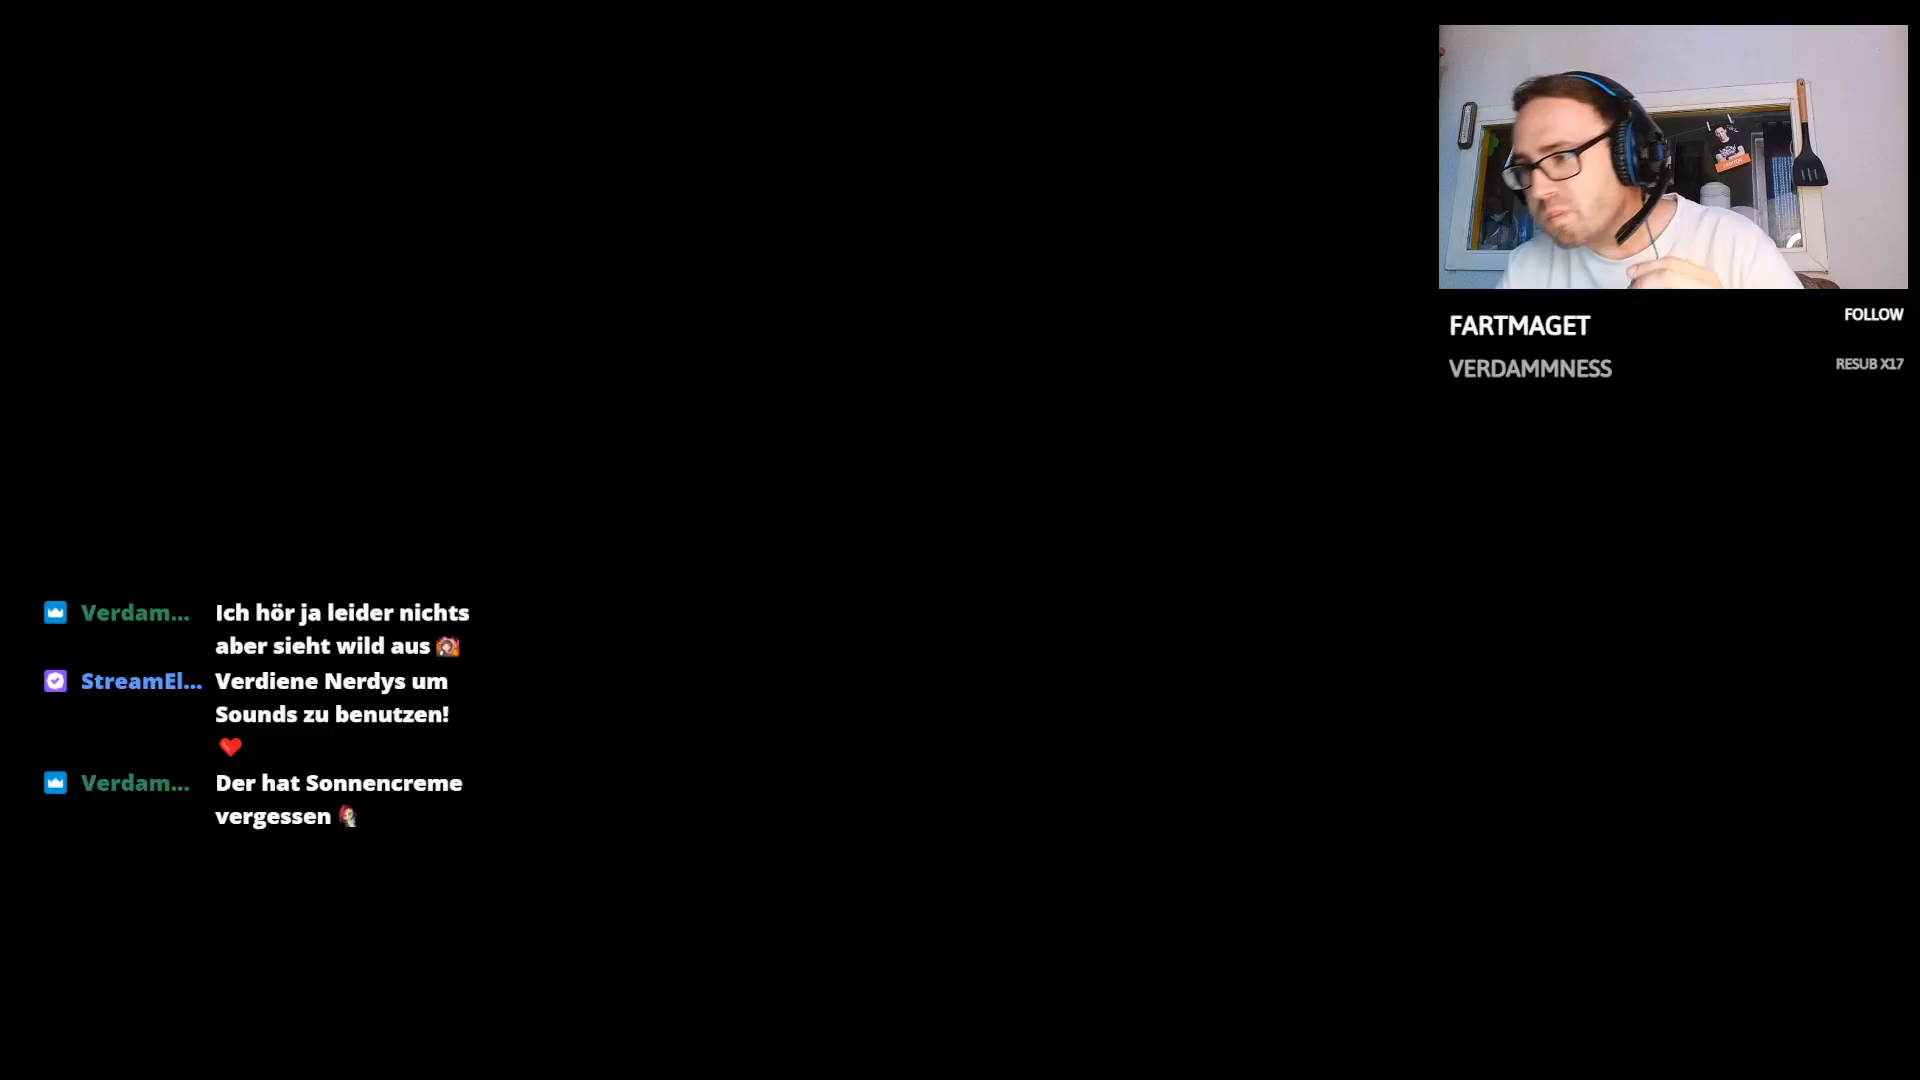 FARTMAGET
FOLLOW
VERDAMMNESS
RESUB X17
Verdam... Ich hör ja leider nichts
aber sieht wild aus
StreamEl... Verdiene Nerdys um
Sounds zu benutzen!
Verdam... Der hat Sonnencreme
vergessen